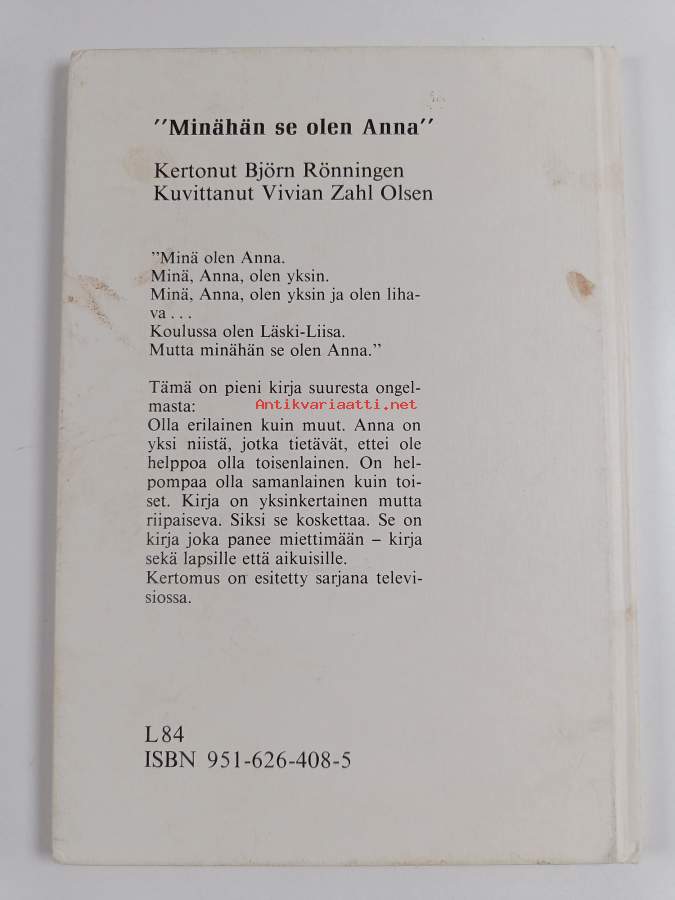 "Minähän se olen Anna"
Kertonut Björn Rönningen
Kuvittanut Vivian Zahl Olsen
"Minä olen Anna.
Minä, Anna, olen yksin.
Minä, Anna, olen yksin ja olen liha-
va . . .
Koulussa olen Läski-Liisa.
Mutta minähän se olen Anna."
Tämä on pieni kirja suuresta ongel-
masta:
Antikvariaatti.net
Olla erilainen kuin muut. Anna on
yksi niistä, jotka tietävät, ettei ole
helppoa olla toisenlainen. On hel-
pompaa olla samanlainen kuin toi-
set. Kirja on yksinkertainen mutta
riipaiseva. Siksi se koskettaa. Se on
kirja joka panee miettimään – kirja
sekä lapsille että aikuisille.
Kertomus on esitetty sarjana televi-
siossa.
L 84
ISBN 951-626-408-5